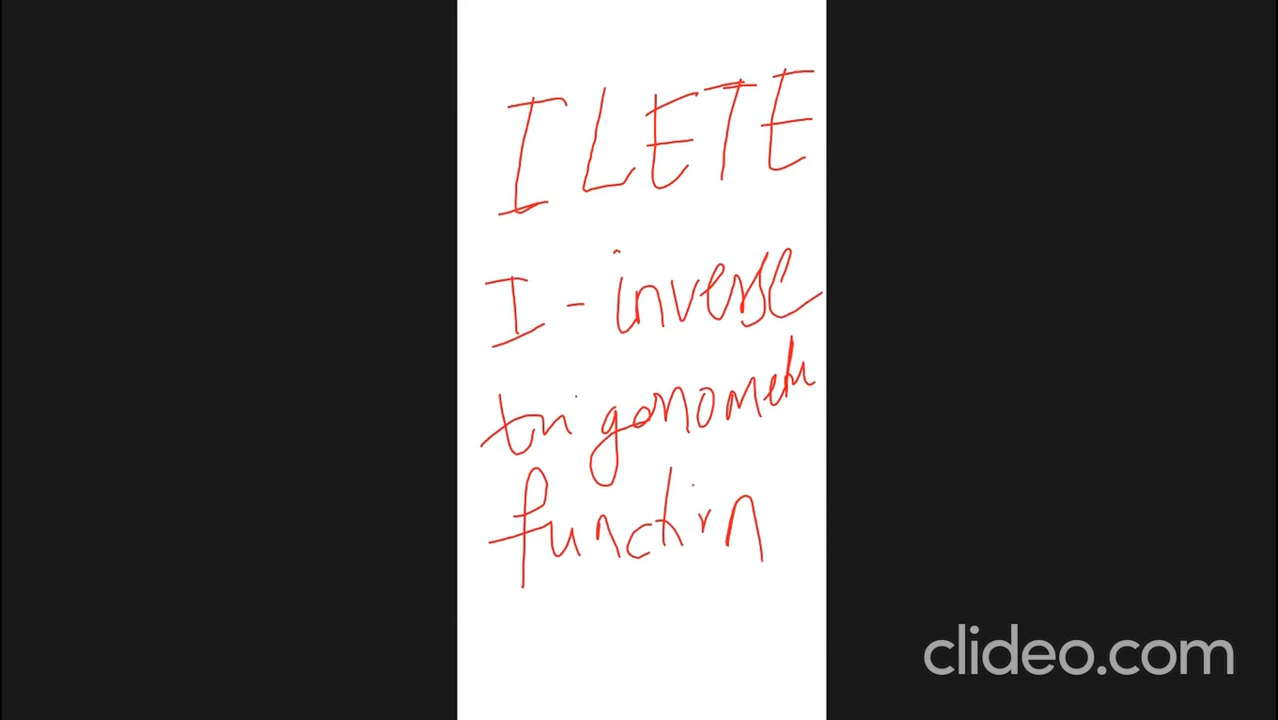 ILETE
I - inverse
trigonometri
function
clideo.com